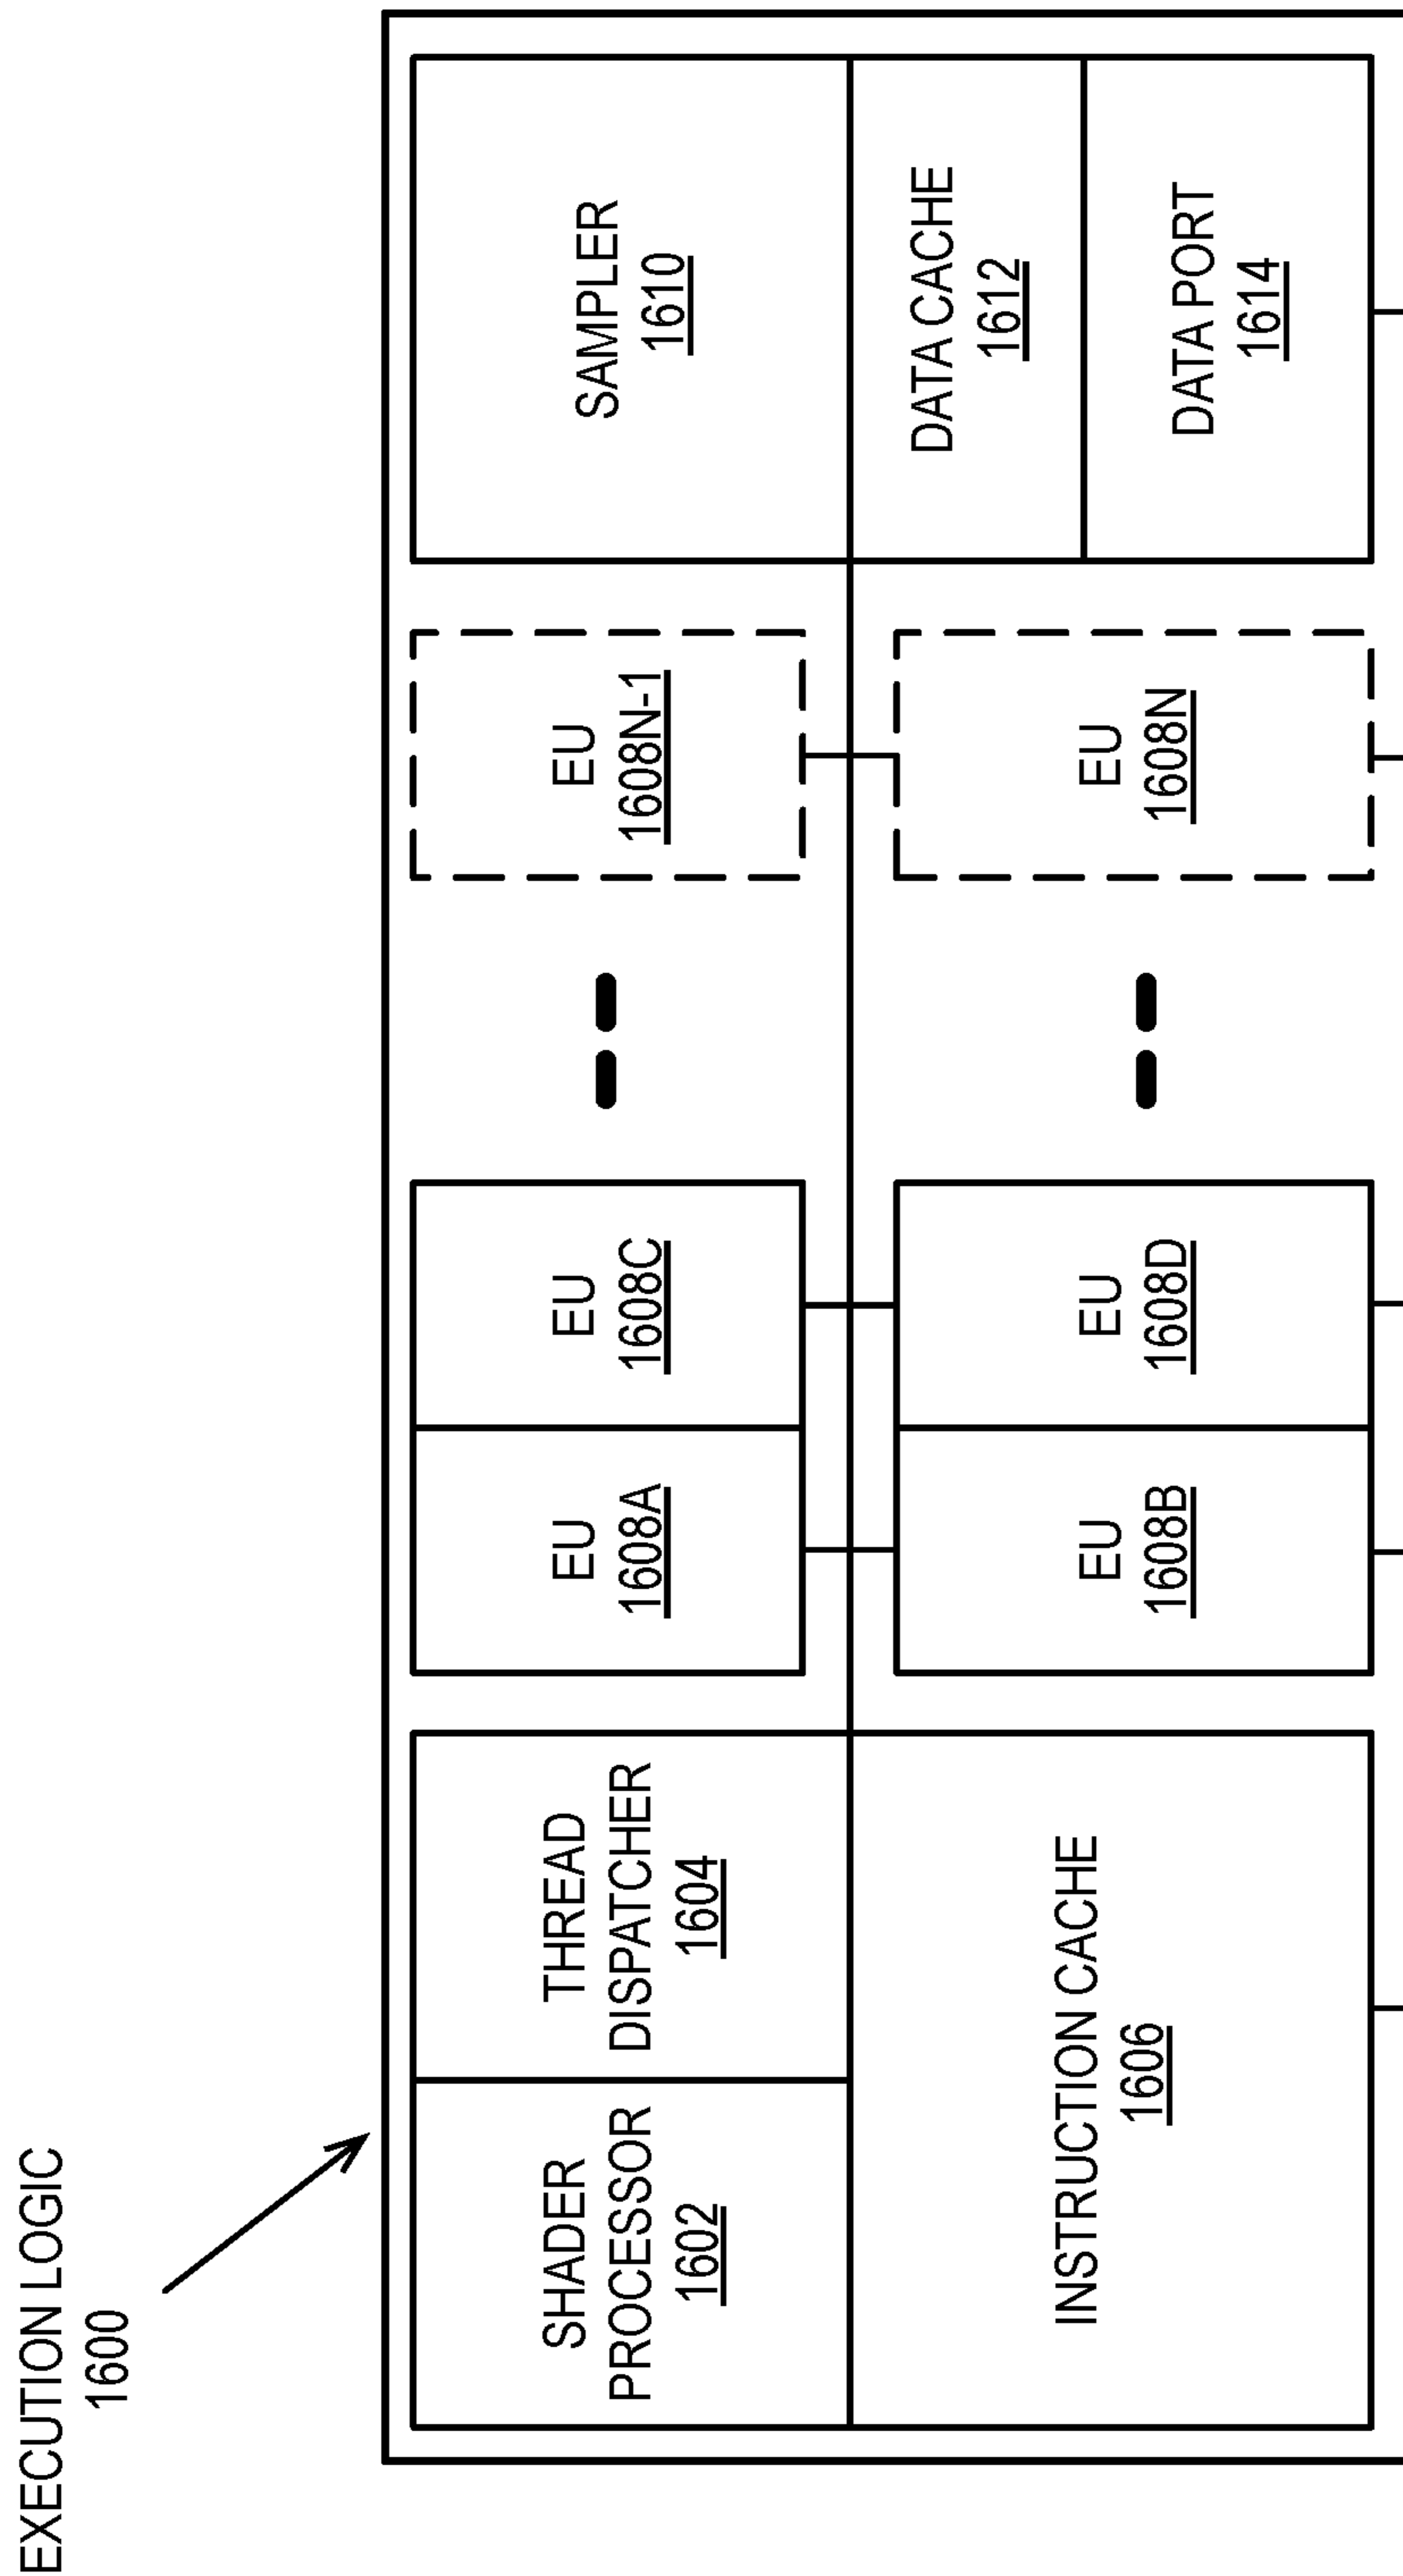 EXECUTION LOGIC
1600
SHADER
PROCESSOR
1602
THREAD
DISPATCHER
1604
EU
1608A
EU
1608C
EU
1608N-1
SAMPLER
1610
INSTRUCTION CACHE
1606
EU
1608B
EU
1608D
EU
1608N
DATA CACHE
1612
DATA PORT
1614